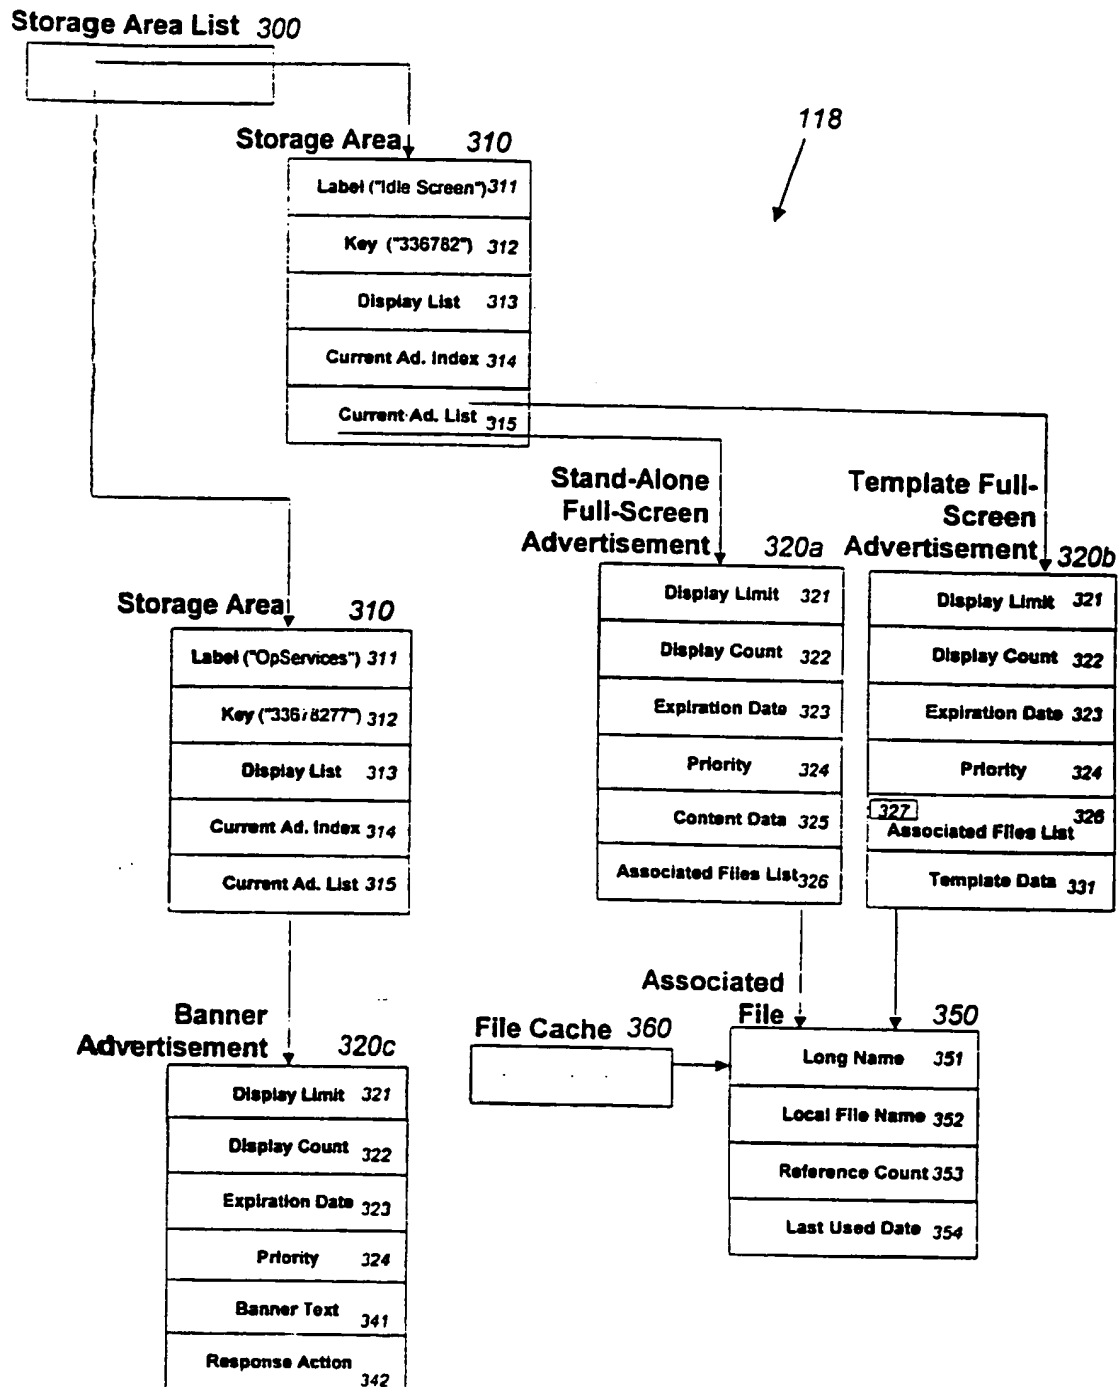 Storage Area List 300
118
Storage Area 310
Label ("Idle Screen") 311
Key ("336782") 312
Display List 313
Current Ad. Index 314
Current Ad. List 315
Stand-Alone
Full-Screen
Advertisement 320a
Display Limit 321
Display Count 322
Expiration Date 323
Priority 324
Content Data 325
Associated Files List 326
Template Full-
Screen
Advertisement 320b
Display Limit 321
Display Count 322
Expiration Date 323
Priority 324
327 326
Associated Files List
Template Data 331
Storage Area 310
Label ("OpServices") 311
Key ("33678277") 312
Display List 313
Current Ad. Index 314
Current Ad. List 315
Banner
Advertisement 320c
Display Limit 321
Display Count 322
Expiration Date 323
Priority 324
Banner Text 341
Response Action
342
File Cache 360
Associated
File 350
Long Name 351
Local File Name 352
Reference Count 353
Last Used Date 354